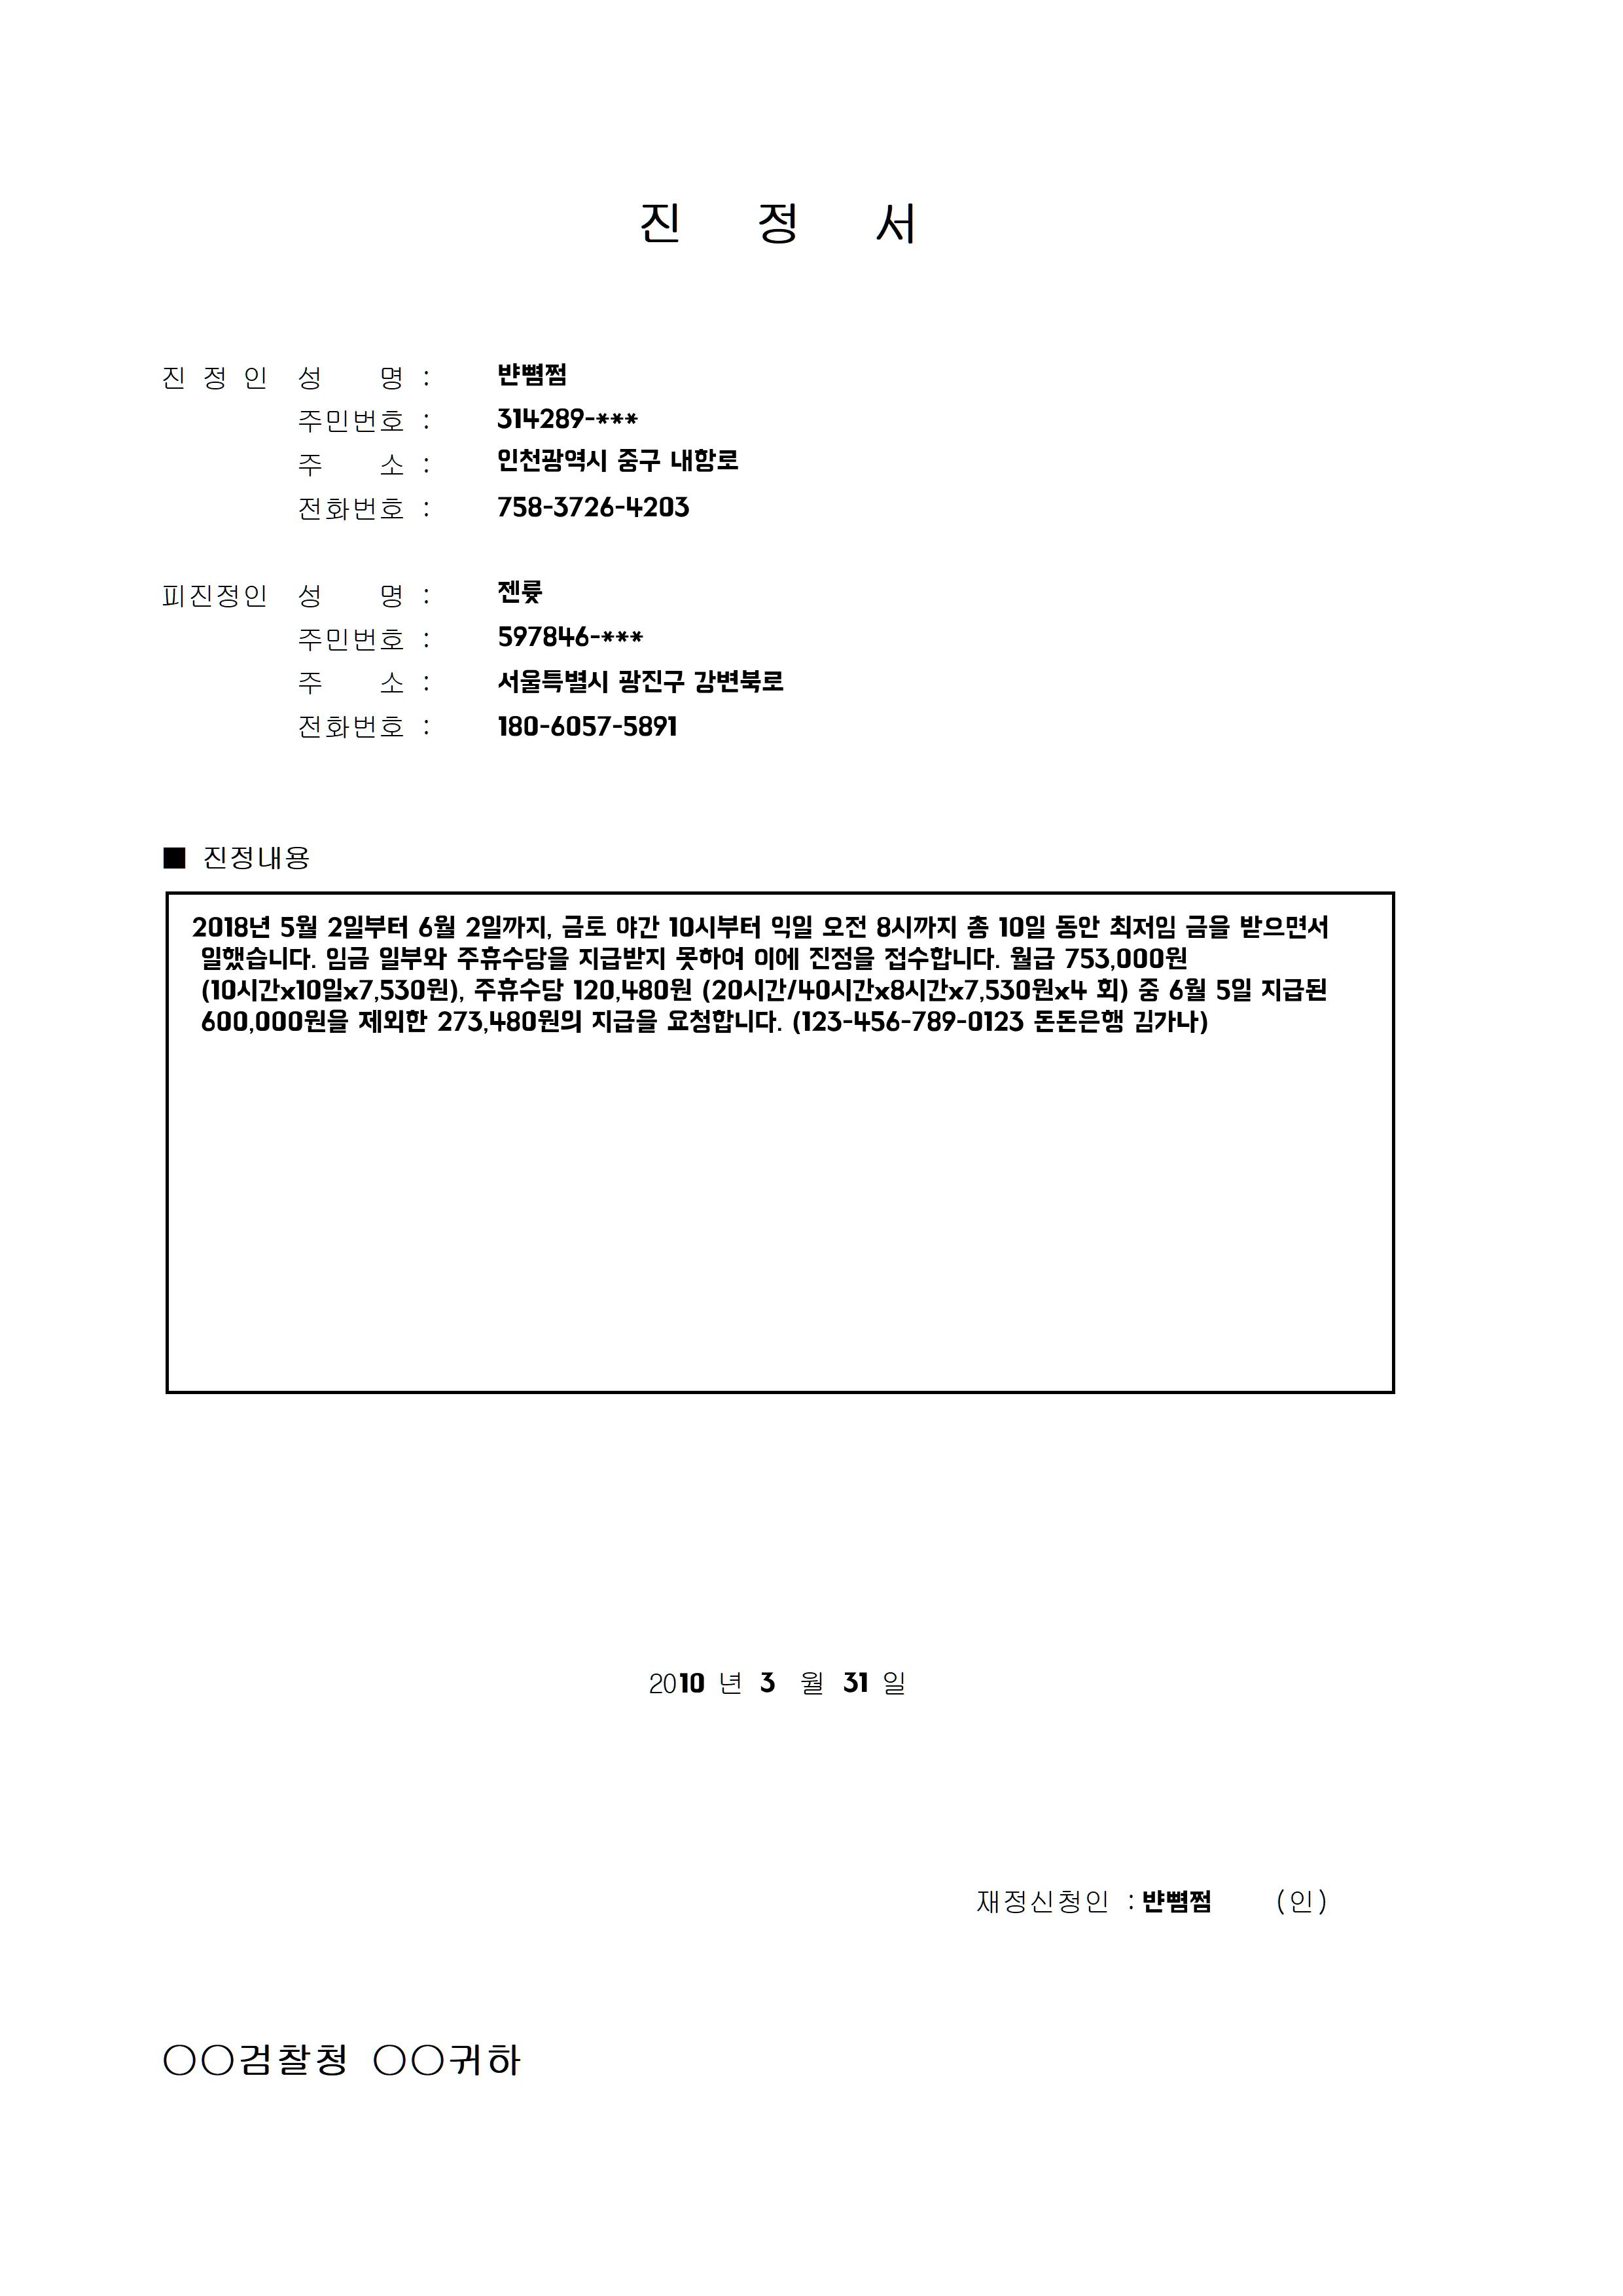 진 정 서
진 정 인 성 명 : 뱐뼘쩜
주민번호 : 314289-***
주 소 : 인천광역시 중구 내항로
전화번호 : 758-3726-4203
피진정인 성 명 : 젠륮
주민번호 : 597846-***
주 소 : 서울특별시 광진구 강변북로
전화번호 : 180-6057-5891
■ 진정내용
2018년 5월 2일부터 6월 2일까지, 금토 야간 10시부터 익일 오전 8시까지 총 10일 동안 최저임 금을 받으면서
일했습니다. 임금 일부와 주휴수당을 지급받지 못하여 이에 진정을 접수합니다. 월급 753,000원
(10시간x10일x7,530원), 주휴수당 120,480원 (20시간/40시간x8시간x7,530원x4 회) 중 6월 5일 지급된
600,000원을 제외한 273,480원의 지급을 요청합니다. (123-456-789-0123 돈돈은행 김가나)
2010 년 3 월 31 일
재정신청인 : 뱐뼘쩜 (인)
○○검찰청 ○○귀하